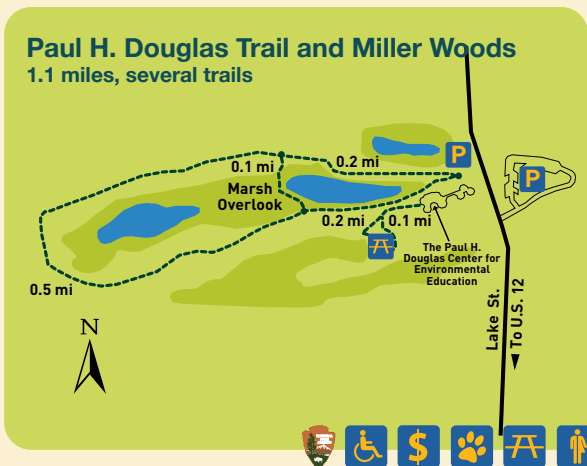 Paul H. Douglas Trail and Miller Woods
1.1 miles, several trails
0.1 mi
0.2 mi
P
Marsh
Overlook
P
0.2 mi
0.1 mi
The Paul H.
Douglas Center for
Environmental
Education
0.5 mi
N
Lake St.
To U.S. 12
$